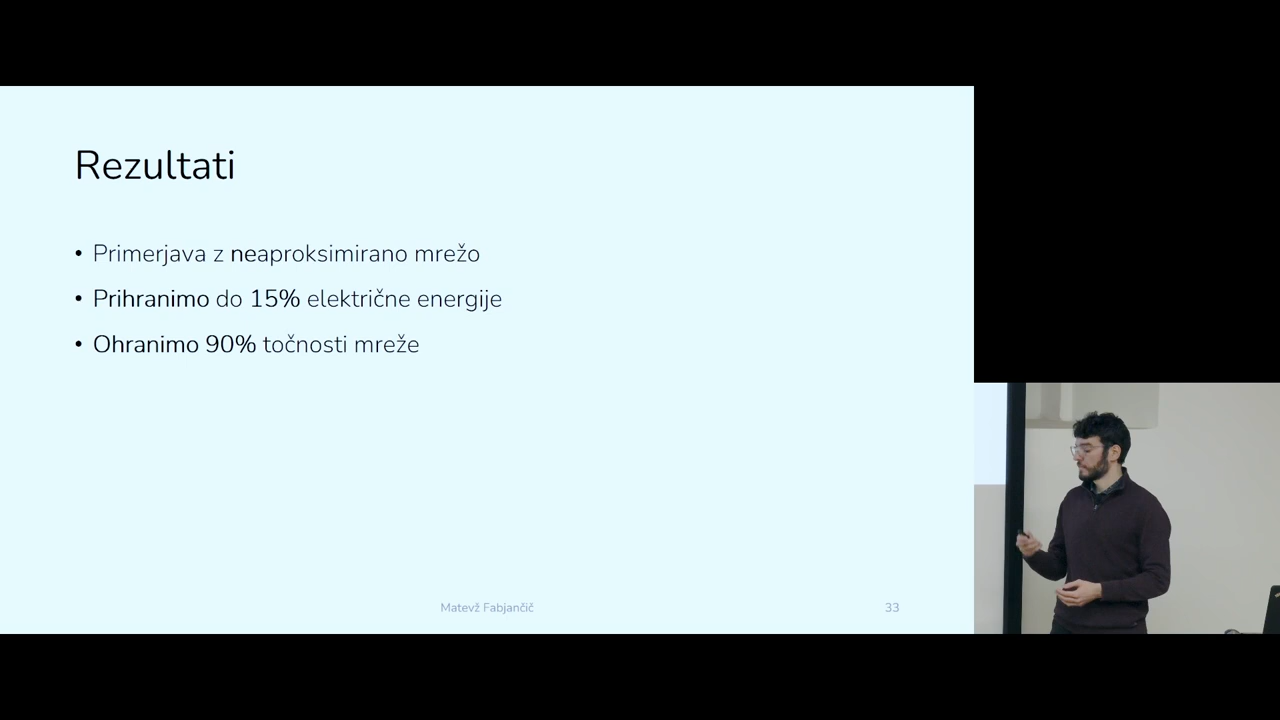 Rezultati
• Primerjava z neaproksimirano mrežo
• Prihranimo do 15% električne energije
• Ohranimo 90% točnosti mreže
Matevž Fabjančič
33